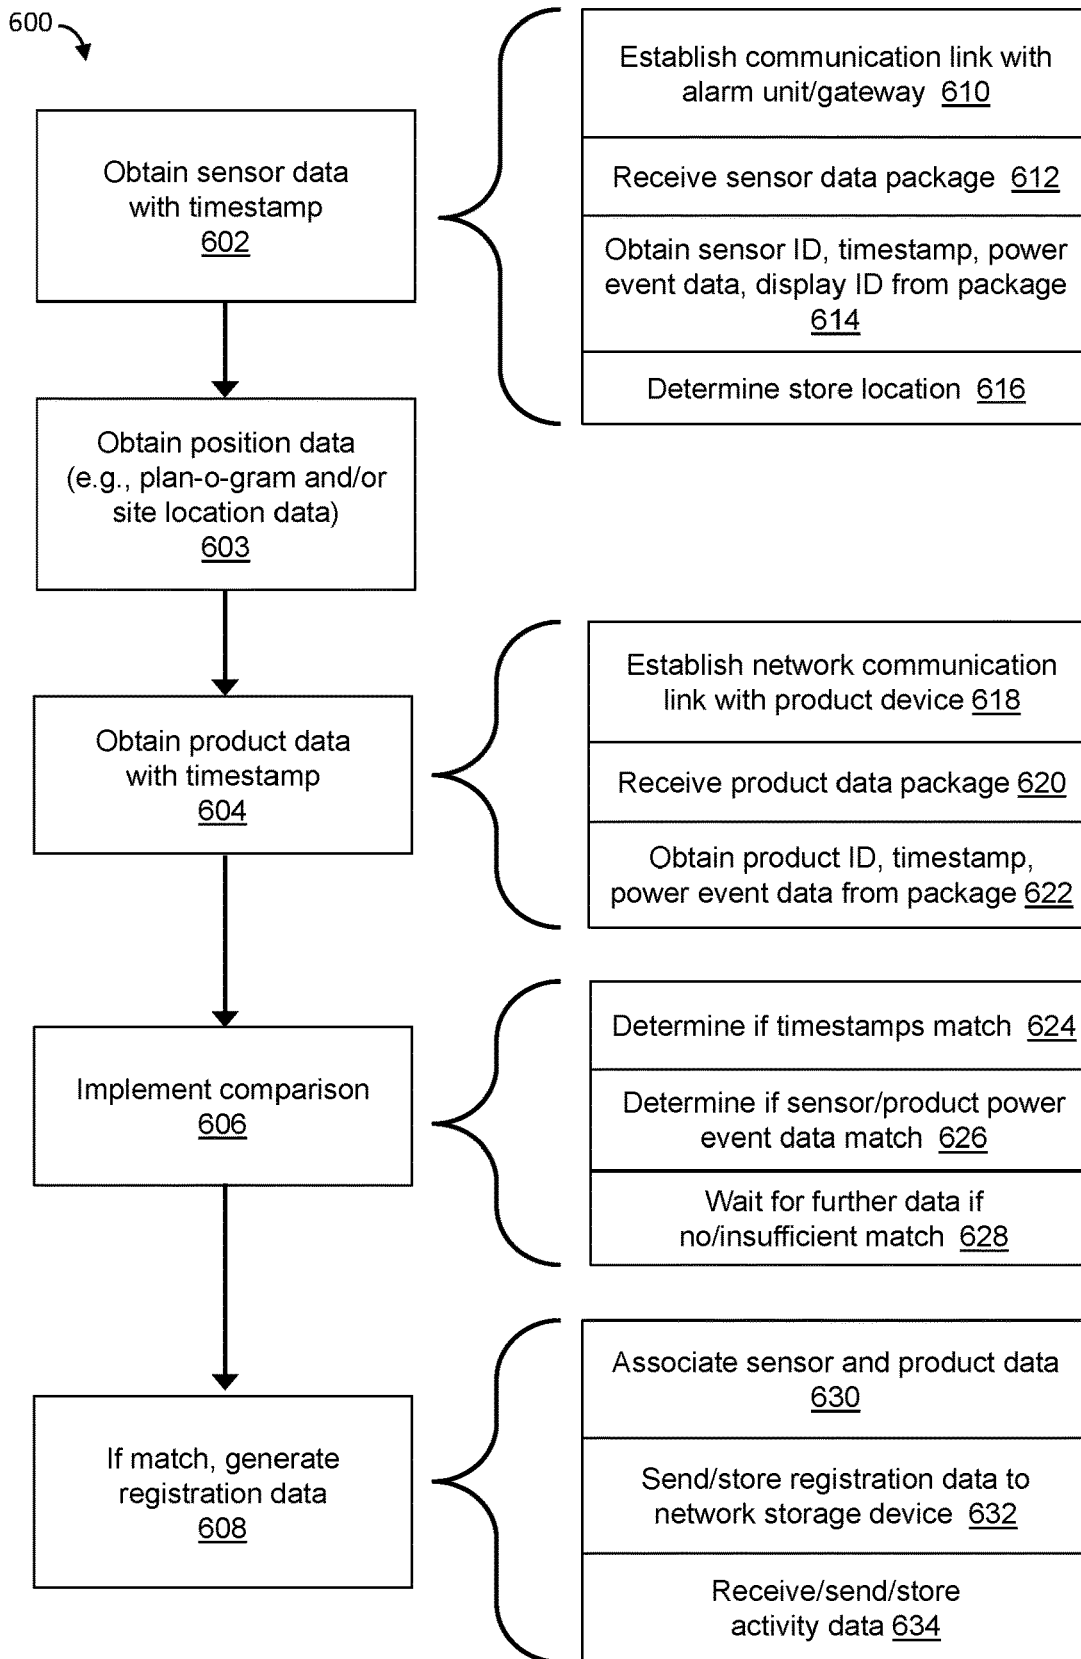 600
Obtain sensor data
with timestamp
602
Establish communication link with
alarm unit/gateway 610
Receive sensor data package 612
Obtain sensor ID, timestamp, power
event data, display ID from package
614
Determine store location 616
Obtain position data
(e.g., plan-o-gram and/or
site location data)
603
Obtain product data
with timestamp
604
Establish network communication
link with product device 618
Receive product data package 620
Obtain product ID, timestamp,
power event data from package 622
Implement comparison
606
Determine if timestamps match 624
Determine if sensor/product power
event data match 626
Wait for further data if
no/insufficient match 628
If match, generate
registration data
608
Associate sensor and product data
630
Send/store registration data to
network storage device 632
Receive/send/store
activity data 634